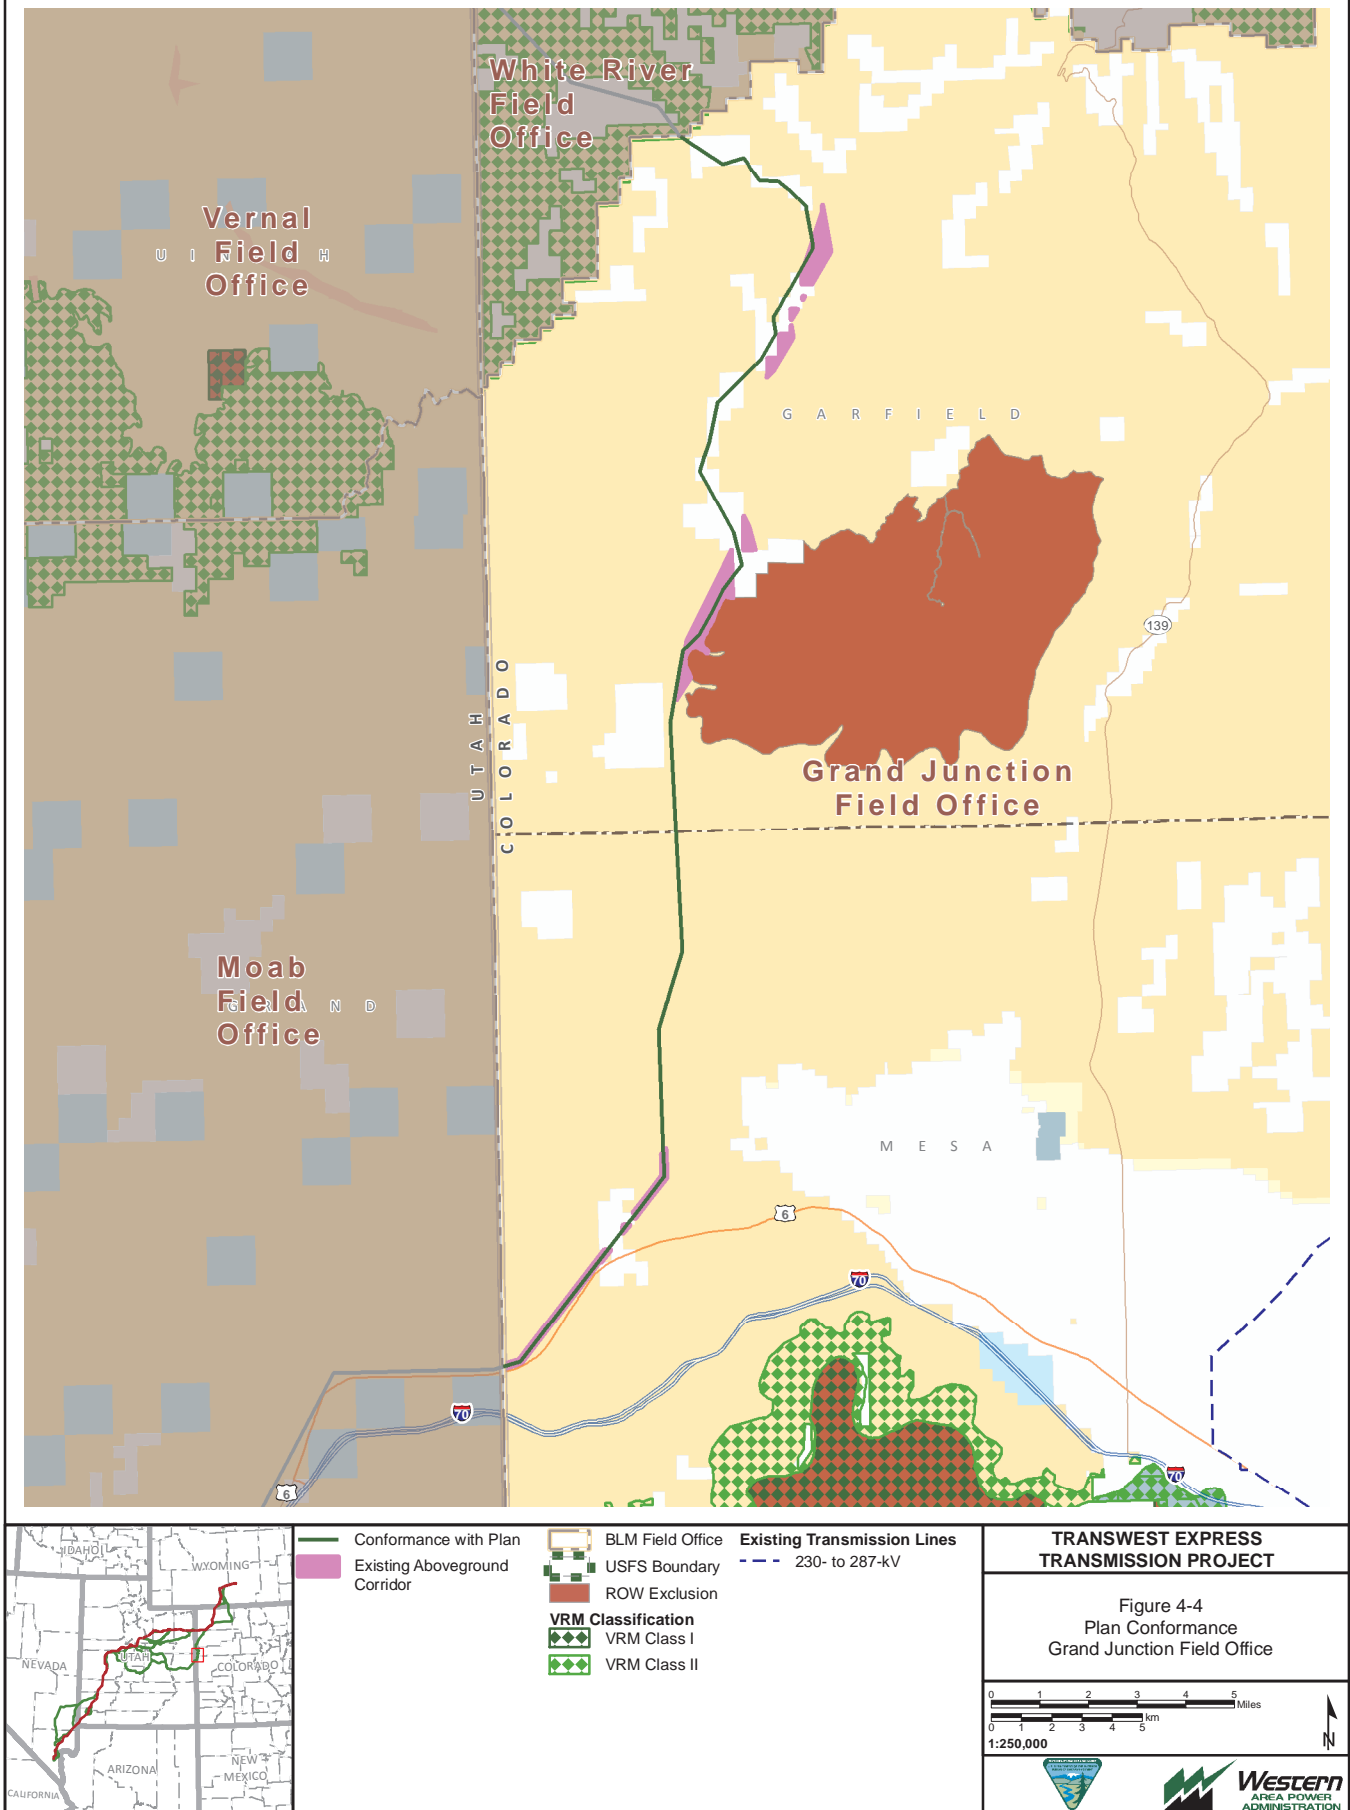 White River
Field
Office
Vernal
Field
Office
U I N H
G A R F I E L D
139
UTAH
COLORADO
Grand Junction
Field Office
Moab
Field
Office
G R A N D
M E S A
6
70
70
6
70
IDAHO
WYOMING
NEVADA
UTAH
COLORADO
ARIZONA
NEW
MEXICO
CALIFORNIA
Conformance with Plan
Existing Aboveground
Corridor
BLM Field Office
USFS Boundary
ROW Exclusion
VRM Classification
VRM Class I
VRM Class II
Existing Transmission Lines
230- to 287-kV
TRANSWEST EXPRESS
TRANSMISSION PROJECT
Figure 4-4
Plan Conformance
Grand Junction Field Office
0 1 2 3 4 5
Miles
km
0 1 2 3 4 5
1:250,000
N
Western
AREA POWER
ADMINISTRATION